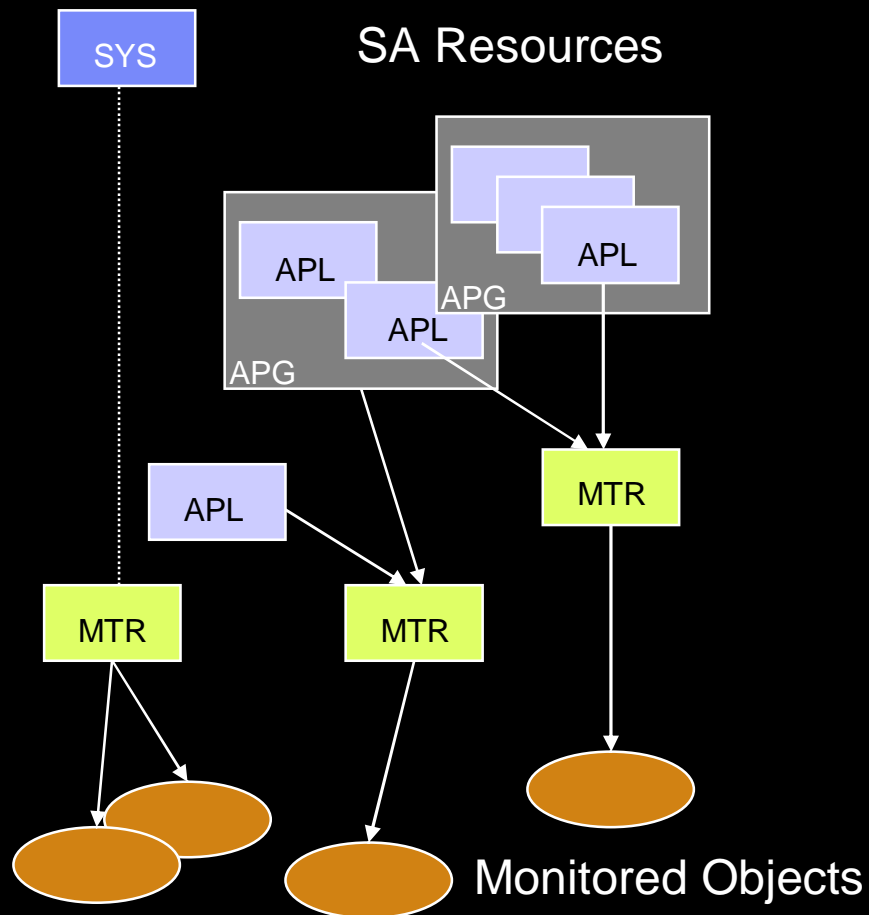 SYS
SA Resources
APL
APL
APG
APL
APG
MTR
APL
MTR
MTR
Monitored Objects